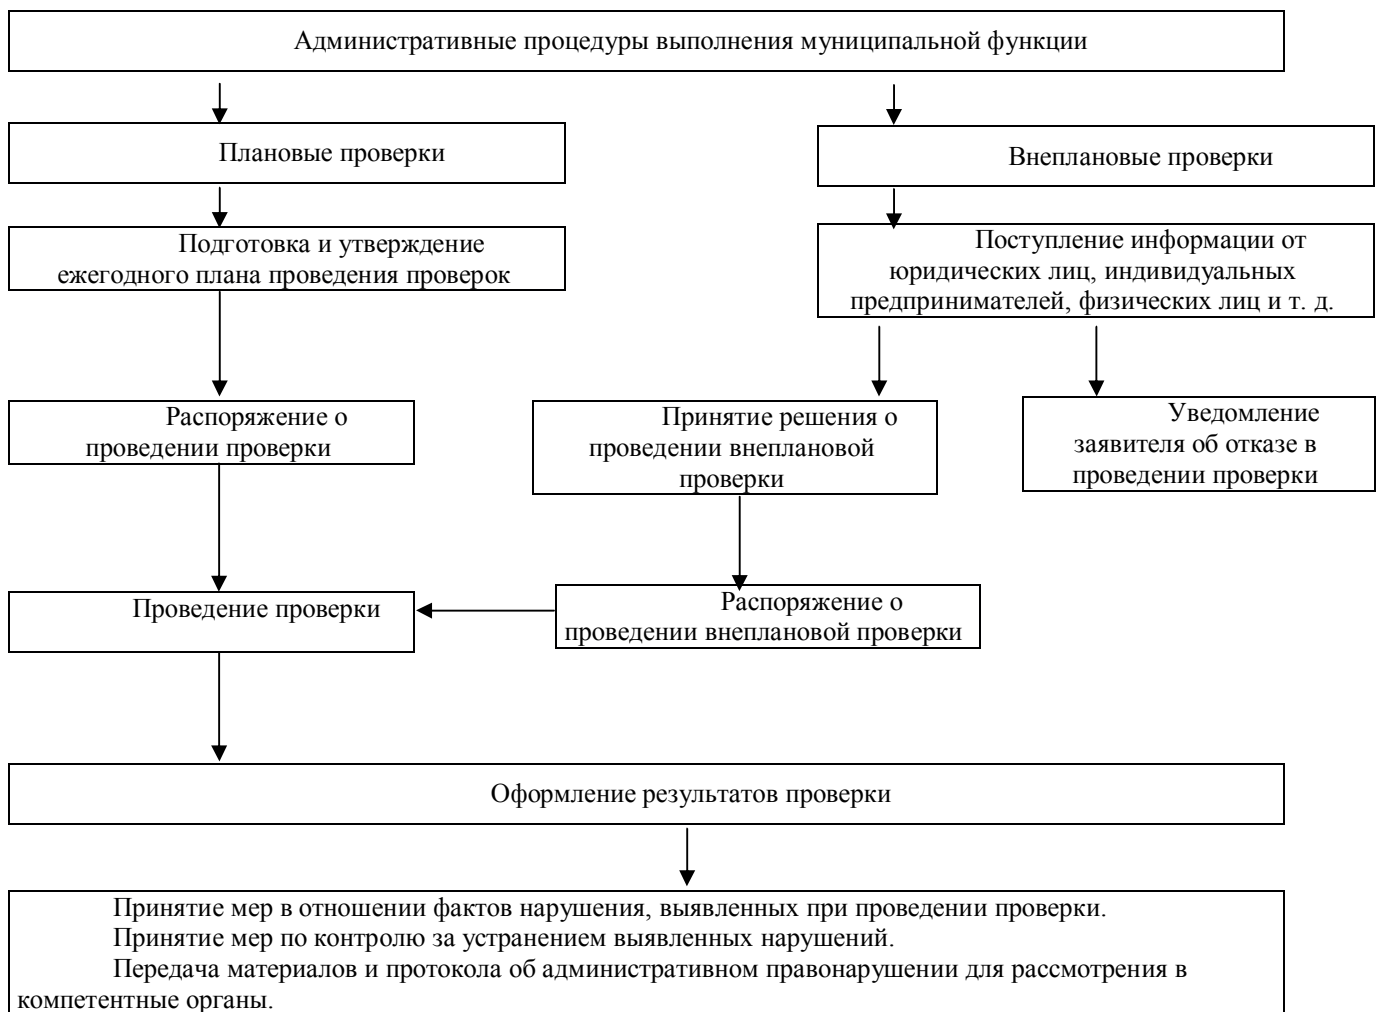 Административные процедуры выполнения муниципальной функции
Плановые проверки
Внеплановые проверки
Подготовка и утверждение
ежегодного плана проведения проверок
Поступление информации от
юридических лиц, индивидуальных
предпринимателей, физических лиц и т. д.
Распоряжение о
проведении проверки
Принятие решения о
проведении внеплановой
проверки
Уведомление
заявителя об отказе в
проведении проверки
Проведение проверки
Распоряжение о
проведении внеплановой проверки
Оформление результатов проверки
Принятие мер в отношении фактов нарушения, выявленных при проведении проверки.
Принятие мер по контролю за устранением выявленных нарушений.
Передача материалов и протокола об административном правонарушении для рассмотрения в
компетентные органы.